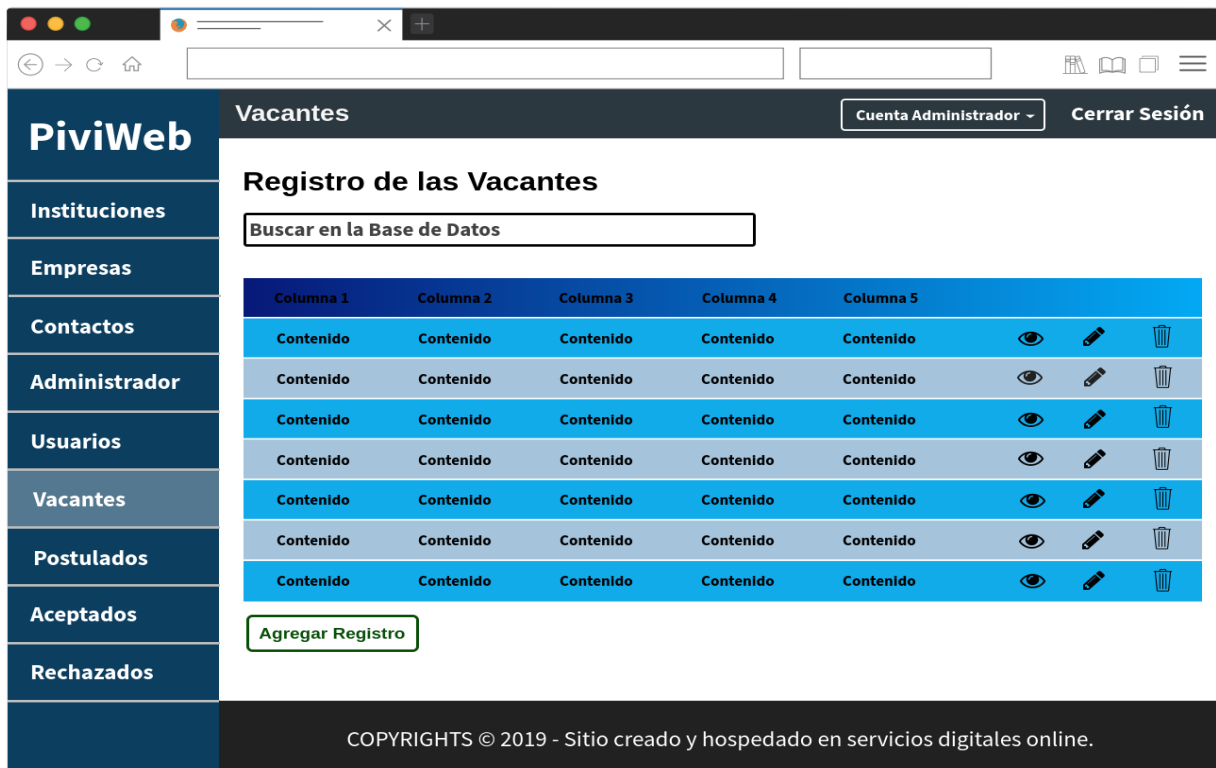 PiviWeb
Instituciones
Empresas
Contactos
Administrador
Usuarios
Vacantes
Postulados
Aceptados
Rechazados
Vacantes
Cuenta Administrador
Cerrar Sesión
Registro de las Vacantes
Buscar en la Base de Datos
Columna 1 Columna 2 Columna 3 Columna 4 Columna 5
Contenido Contenido Contenido Contenido Contenido
Contenido Contenido Contenido Contenido Contenido
Contenido Contenido Contenido Contenido Contenido
Contenido Contenido Contenido Contenido Contenido
Contenido Contenido Contenido Contenido Contenido
Contenido Contenido Contenido Contenido Contenido
Contenido Contenido Contenido Contenido Contenido
Agregar Registro
COPYRIGHTS © 2019 - Sitio creado y hospedado en servicios digitales online.